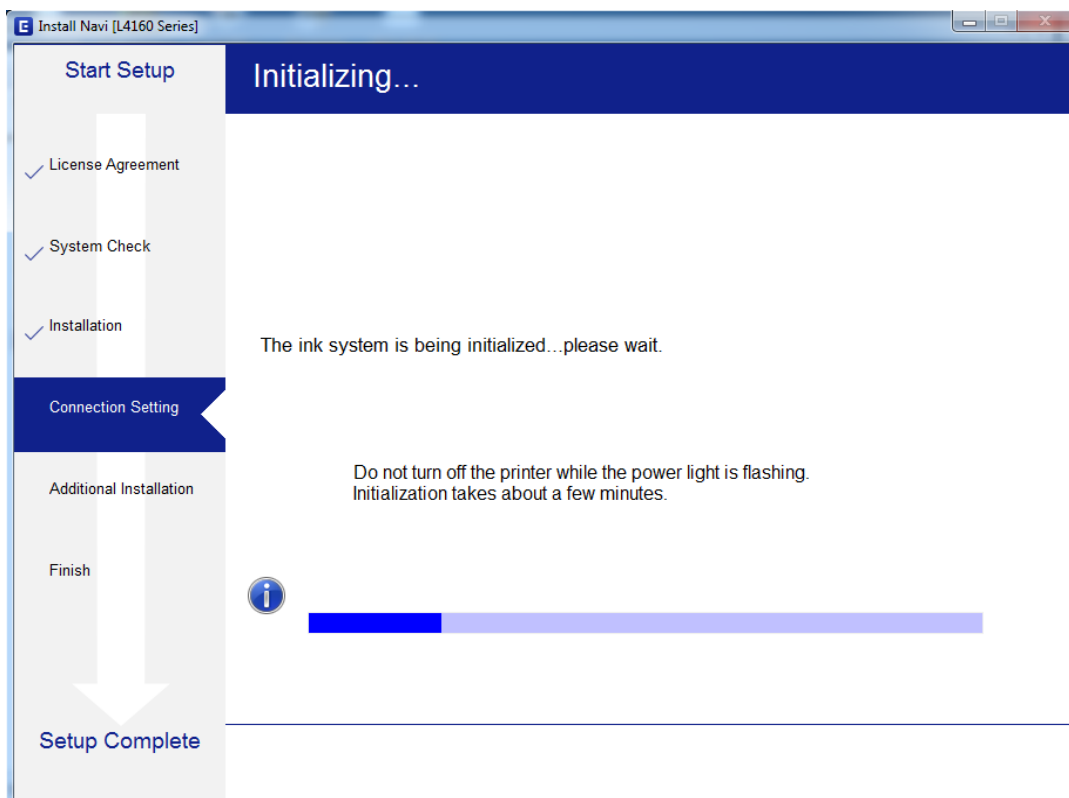 E Install Navi [L4160 Series]
Start Setup
Initializing...
License Agreement
System Check
Installation
The ink system is being initialized...please wait.
Connection Setting
Do not turn off the printer while the power light is flashing.
Initialization takes about a few minutes.
Additional Installation
Finish
i
Setup Complete